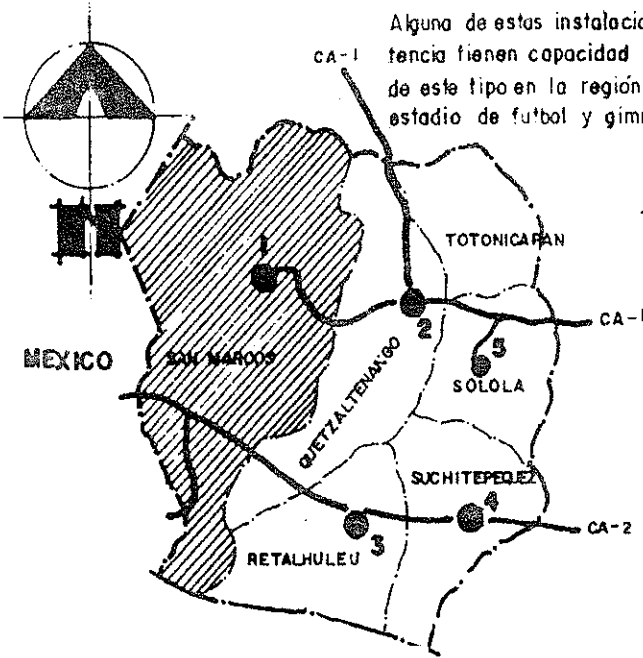 Alguna de estas instalacio
tencia tienen capacidad
de este tipo en la región
estadio de futbol y gimn
CA-1
TOTONICAPAN
1
2
CA-1
5
MEXICO
SAN MARCOS
QUETZALTENANGO
SOLOLA
SUCHITEPEQUEZ
4
3
CA-2
RETALHULEU